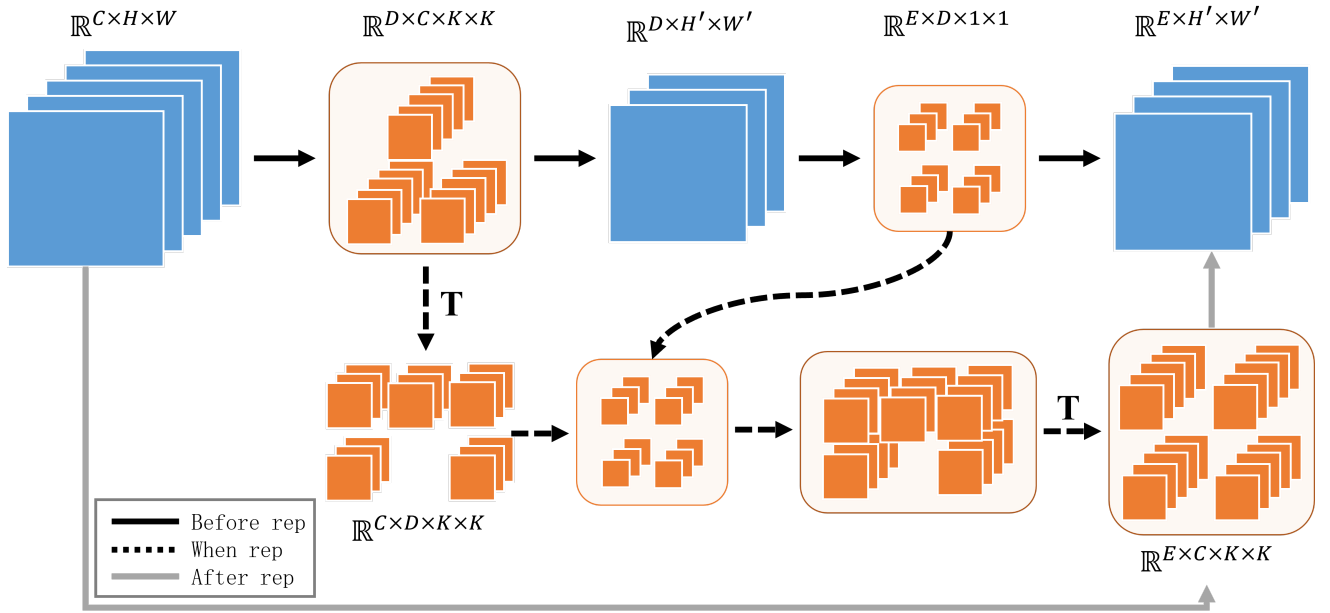 ℝ^{C×H×W}
ℝ^{D×C×K×K}
ℝ^{D×H′×W′}
ℝ^{E×D×1×1}
ℝ^{E×H′×W′}
T
T
ℝ^{C×D×K×K}
ℝ^{E×C×K×K}
Before rep
When rep
After rep